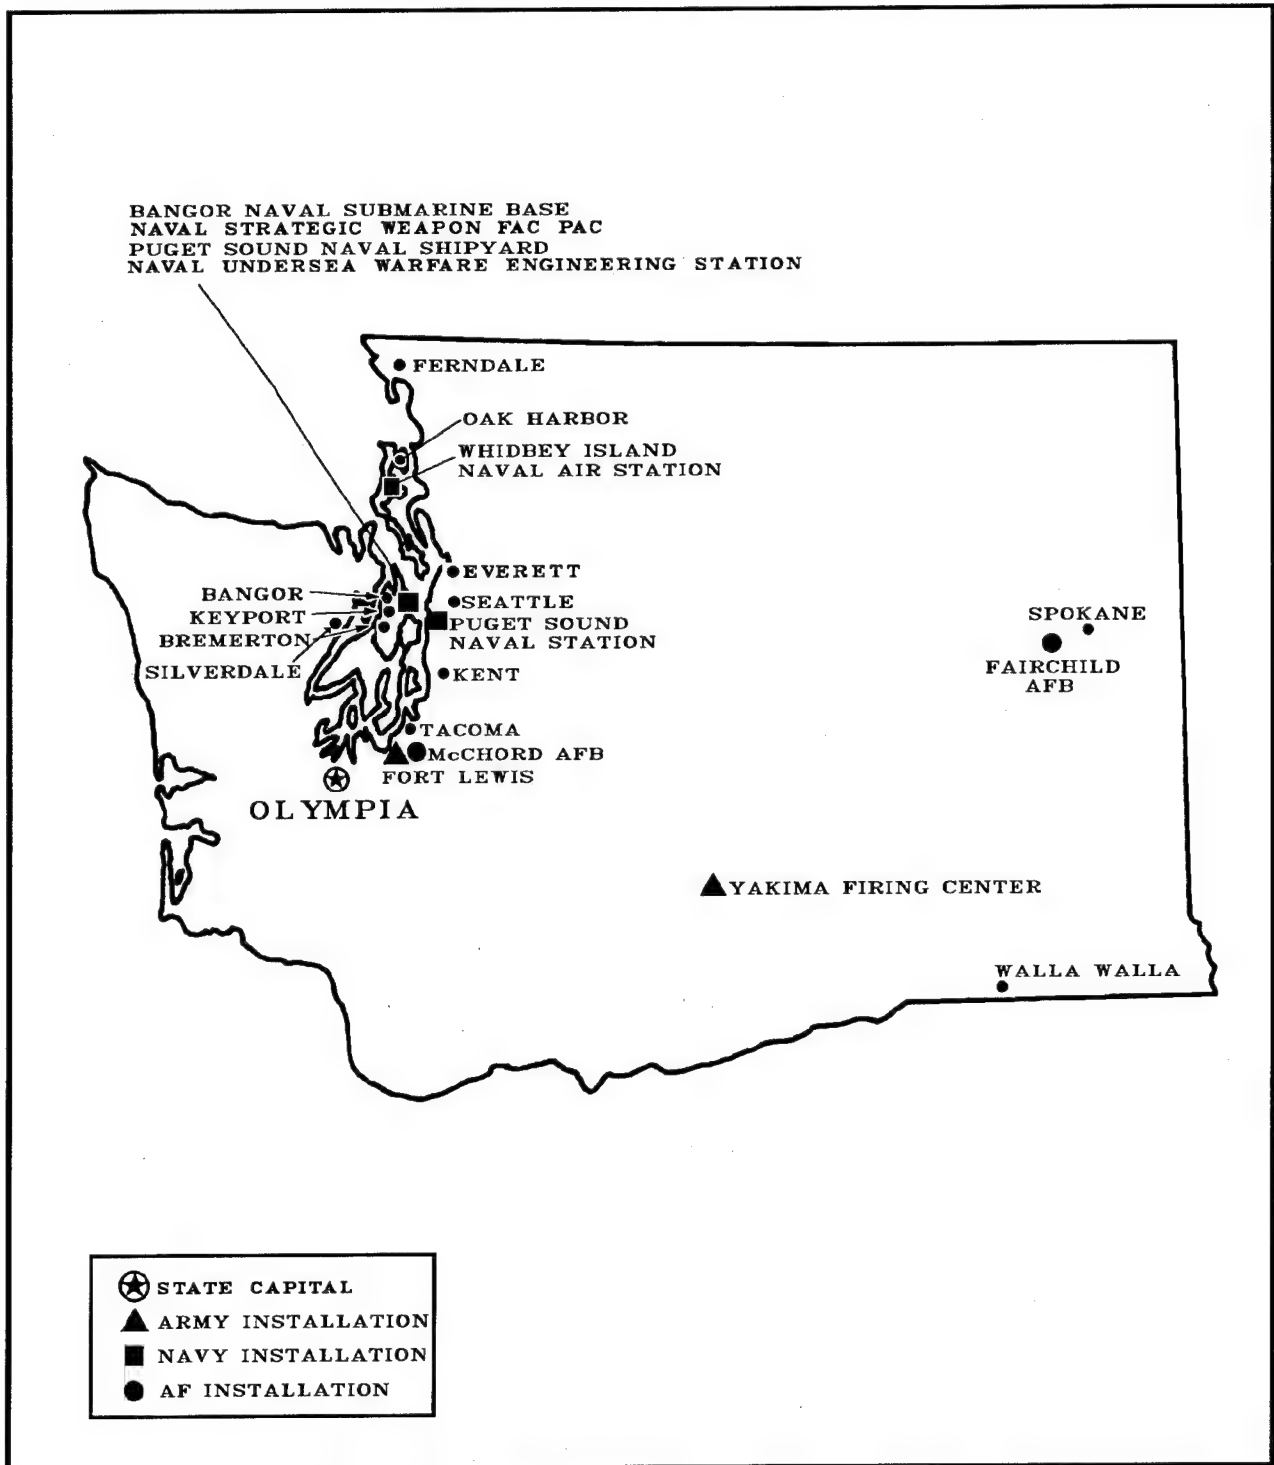 BANGOR NAVAL SUBMARINE BASE
NAVAL STRATEGIC WEAPON FAC PAC
PUGET SOUND NAVAL SHIPYARD
NAVAL UNDERSEA WARFARE ENGINEERING STATION
FERNDALE
OAK HARBOR
WHIDBEY ISLAND
NAVAL AIR STATION
EVERETT
BANGOR
SEATTLE
KEYPORT
PUGET SOUND
NAVAL STATION
BREMERTON
SILVERDALE
KENT
SPOKANE
FAIRCHILD
AFB
TACOMA
McCHORD AFB
FORT LEWIS
OLYMPIA
YAKIMA FIRING CENTER
WALLA WALLA
STATE CAPITAL
ARMY INSTALLATION
NAVY INSTALLATION
AF INSTALLATION